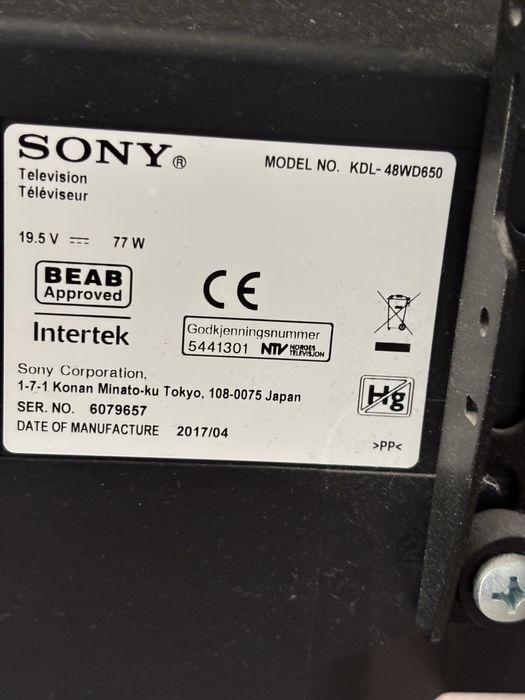 SONY®
MODEL NO. KDL-48WD650
Television
Téléviseur
19.5 V ⎓ 77 W
BEAB
Approved
CE
Intertek
Godkjenningsnummer
5441301 NTV NORGES TELEVISJON
Sony Corporation,
1-7-1 Konan Minato-ku Tokyo, 108-0075 Japan
Hg
SER. NO. 6079657
DATE OF MANUFACTURE 2017/04
>PP<